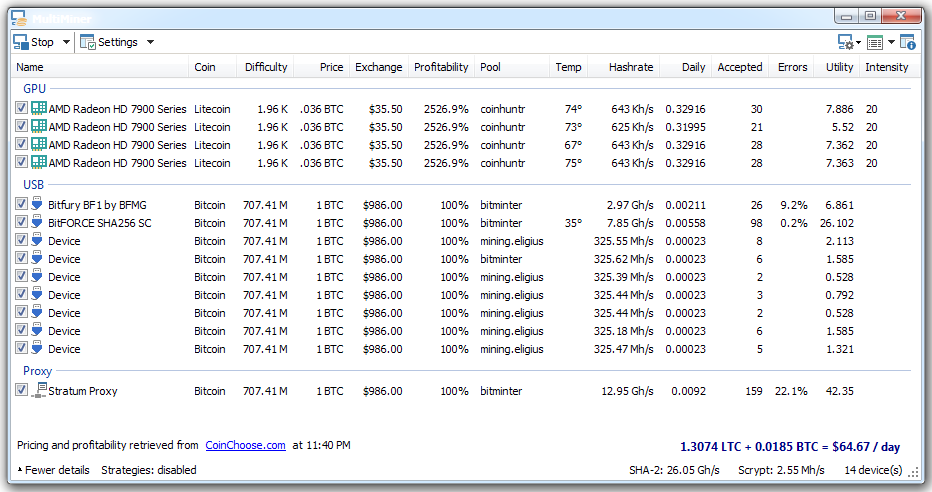 MultiMiner
Stop Settings
Name Coin Difficulty Price Exchange Profitability Pool Temp Hashrate Daily Accepted Errors Utility Intensity
GPU
AMD Radeon HD 7900 Series Litecoin 1.96 K .036 BTC $35.50 2526.9% coinhuntr 74° 643 Kh/s 0.32916 30 7.886 20
AMD Radeon HD 7900 Series Litecoin 1.96 K .036 BTC $35.50 2526.9% coinhuntr 73° 625 Kh/s 0.31995 21 5.52 20
AMD Radeon HD 7900 Series Litecoin 1.96 K .036 BTC $35.50 2526.9% coinhuntr 67° 643 Kh/s 0.32916 28 7.362 20
AMD Radeon HD 7900 Series Litecoin 1.96 K .036 BTC $35.50 2526.9% coinhuntr 75° 643 Kh/s 0.32916 28 7.363 20
USB
Bitfury BF1 by BFMG Bitcoin 707.41 M 1 BTC $986.00 100% bitminter 2.97 Gh/s 0.00211 26 9.2% 6.861
BitFORCE SHA256 SC Bitcoin 707.41 M 1 BTC $986.00 100% bitminter 35° 7.85 Gh/s 0.00558 98 0.2% 26.102
Device Bitcoin 707.41 M 1 BTC $986.00 100% mining.eligius 325.55 Mh/s 0.00023 8 2.113
Device Bitcoin 707.41 M 1 BTC $986.00 100% bitminter 325.62 Mh/s 0.00023 6 1.585
Device Bitcoin 707.41 M 1 BTC $986.00 100% mining.eligius 325.39 Mh/s 0.00023 2 0.528
Device Bitcoin 707.41 M 1 BTC $986.00 100% mining.eligius 325.44 Mh/s 0.00023 3 0.792
Device Bitcoin 707.41 M 1 BTC $986.00 100% mining.eligius 325.44 Mh/s 0.00023 2 0.528
Device Bitcoin 707.41 M 1 BTC $986.00 100% mining.eligius 325.18 Mh/s 0.00023 6 1.585
Device Bitcoin 707.41 M 1 BTC $986.00 100% mining.eligius 325.47 Mh/s 0.00023 5 1.321
Proxy
Stratum Proxy Bitcoin 707.41 M 1 BTC $986.00 100% bitminter 12.95 Gh/s 0.0092 159 22.1% 42.35
Pricing and profitability retrieved from CoinChoose.com at 11:40 PM 1.3074 LTC + 0.0185 BTC = $64.67 / day
Fewer details Strategies: disabled SHA-2: 26.05 Gh/s Scrypt: 2.55 Mh/s 14 device(s)